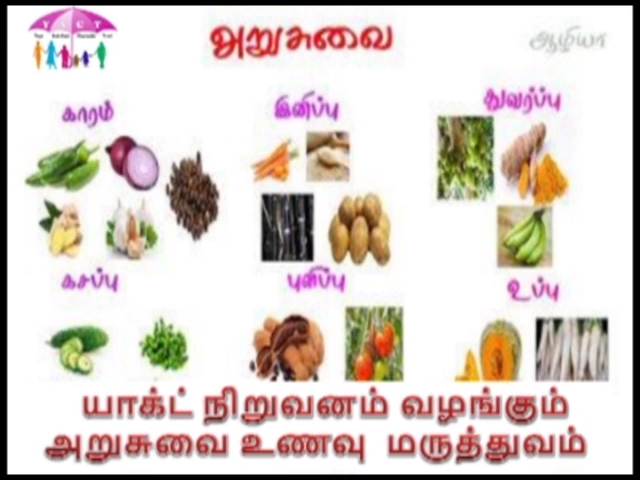 Y A C T
அறுசுவை
ஆழியா
காரம்
இனிப்பு
துவர்ப்பு
கசப்பு
புளிப்பு
உப்பு
யாக்ட் நிறுவனம் வழங்கும்
அறுசுவை உணவு மருத்துவம்